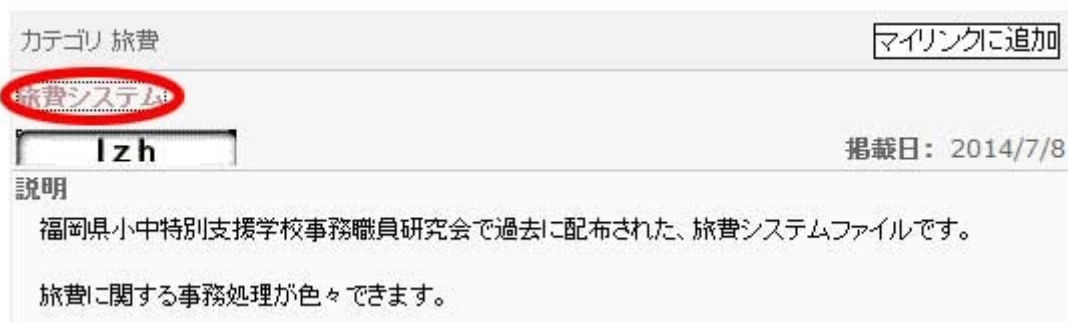 カテゴリ 旅費 マイリンクに追加
旅費システム
lzh 掲載日: 2014/7/8
説明
福岡県小中特別支援学校事務職員研究会で過去に配布された、旅費システムファイルです。
旅費に関する事務処理が色々できます。